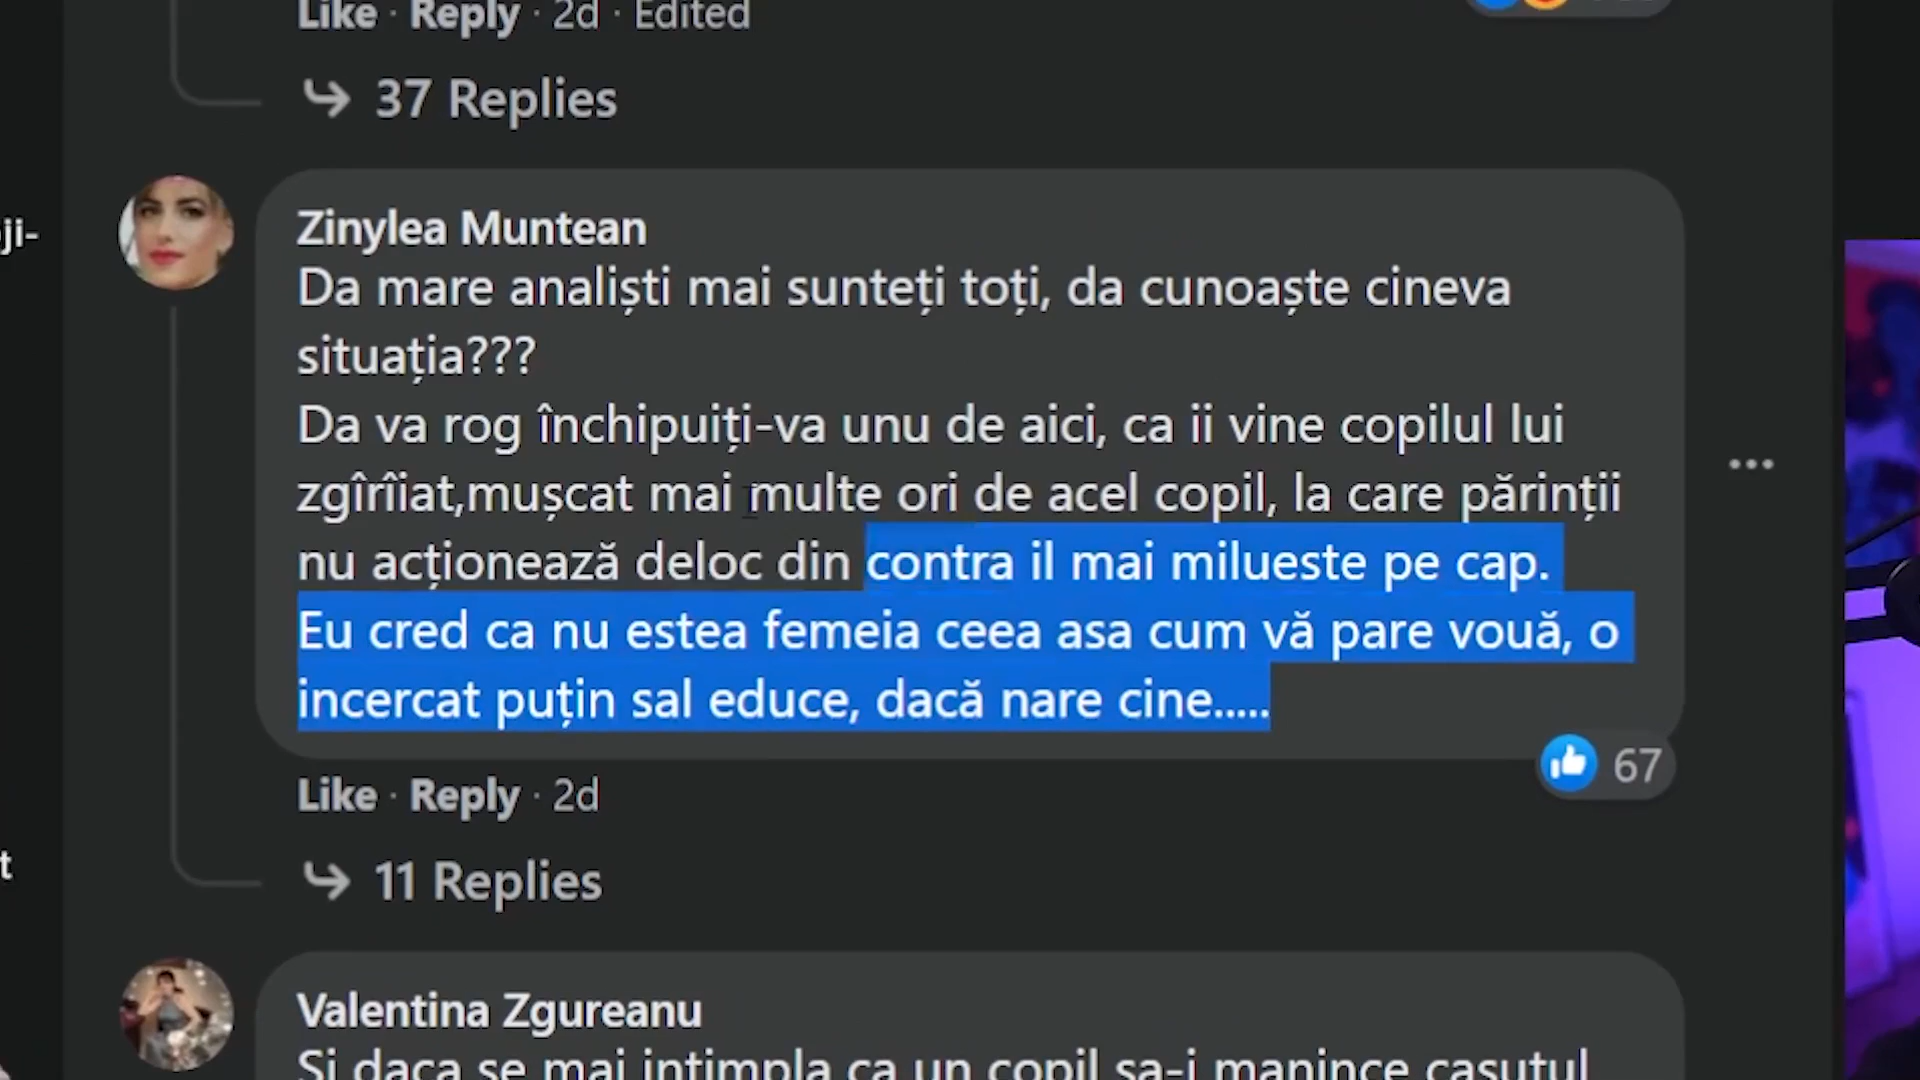 Like · Reply · 2d · Edited
37 Replies
ji-
Zinylea Muntean
Da mare analiști mai sunteți toți, da cunoaște cineva
situația???
Da va rog închipuiți-va unu de aici, ca ii vine copilul lui
zgîrîiat,mușcat mai multe ori de acel copil, la care părinții
nu acționează deloc din contra il mai milueste pe cap.
Eu cred ca nu estea femeia ceea asa cum vă pare vouă, o
incercat puțin sal educe, dacă nare cine.....
67
Like · Reply · 2d
t
11 Replies
Valentina Zgureanu
Si daca se mai intimpla ca un copil sa-i manince casutul